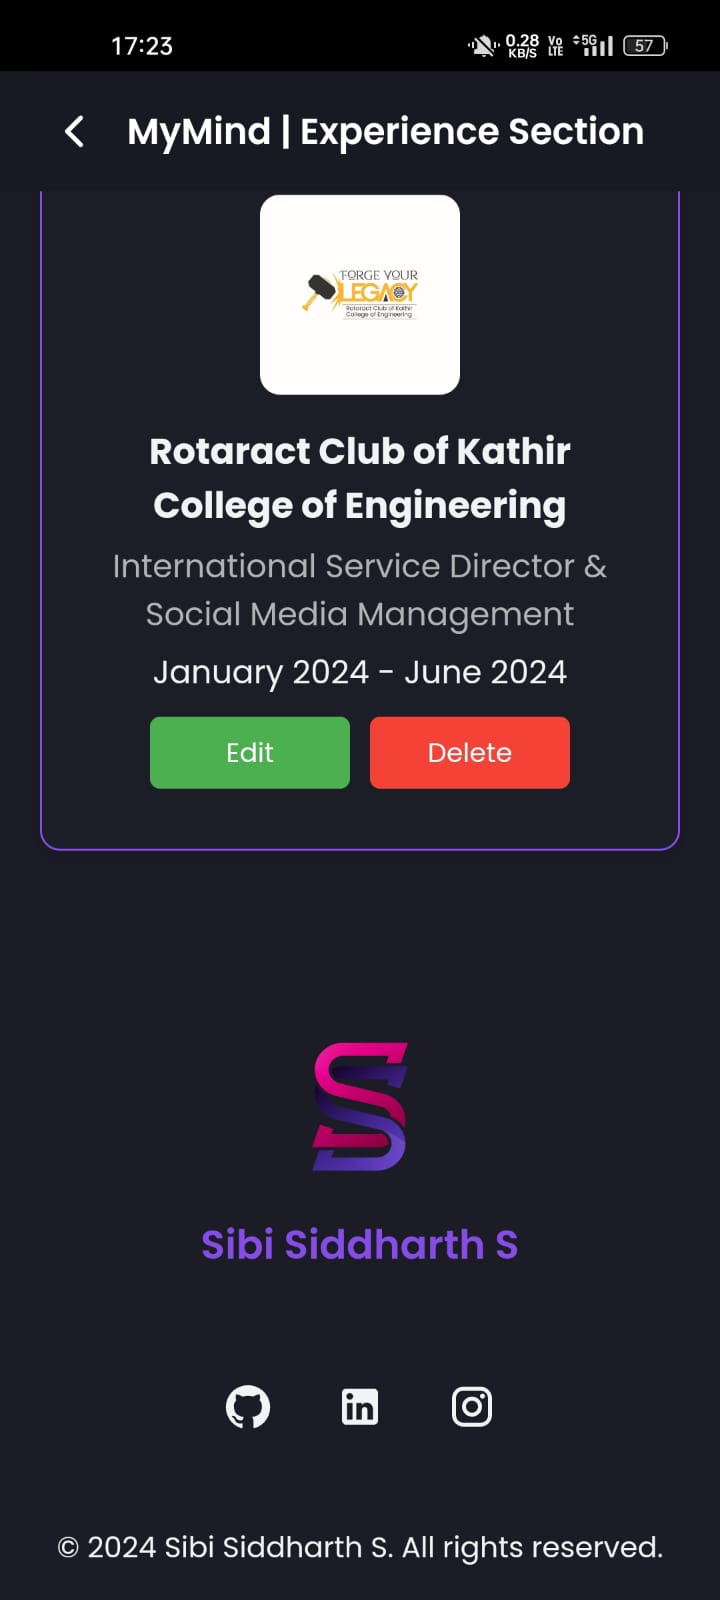 17:23
0.28
KB/S
Vo
LTE
5G
57
MyMind | Experience Section
FORGE YOUR
LEGACY
Rotaract Club of Kathir
College of Engineering
Rotaract Club of Kathir
College of Engineering
International Service Director &
Social Media Management
January 2024 - June 2024
Edit
Delete
Sibi Siddharth S
in
© 2024 Sibi Siddharth S. All rights reserved.